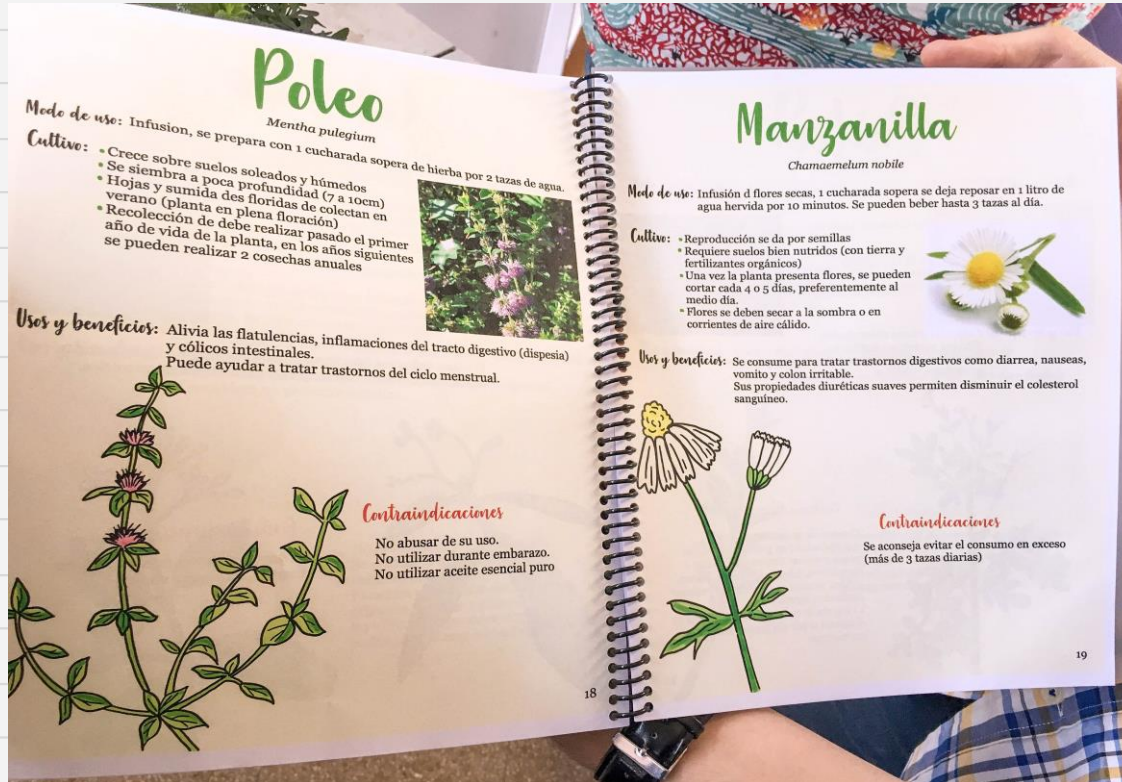 Poleo
Mentha pulegium
Modo de uso: Infusion, se prepara con 1 cucharada sopera de hierba por 2 tazas de agua.
Cultivo: • Crece sobre suelos soleados y húmedos
• Se siembra a poca profundidad (7 a 10cm)
• Hojas y sumida des floridas de colectan en
verano (planta en plena floración)
• Recolección de debe realizar pasado el primer
año de vida de la planta, en los años siguientes
se pueden realizar 2 cosechas anuales
Usos y beneficios: Alivia las flatulencias, inflamaciones del tracto digestivo (dispesia)
y cólicos intestinales.
Puede ayudar a tratar trastornos del ciclo menstrual.
Contraindicaciones
No abusar de su uso.
No utilizar durante embarazo.
No utilizar aceite esencial puro
18
Manzanilla
Chamaemelum nobile
Modo de uso: Infusión d flores secas, 1 cucharada sopera se deja reposar en 1 litro de
agua hervida por 10 minutos. Se pueden beber hasta 3 tazas al día.
Cultivo: • Reproducción se da por semillas
• Requiere suelos bien nutridos (con tierra y
fertilizantes orgánicos)
• Una vez la planta presenta flores, se pueden
cortar cada 4 o 5 días, preferentemente al
medio día.
• Flores se deben secar a la sombra o en
corrientes de aire cálido.
Usos y beneficios: Se consume para tratar trastornos digestivos como diarrea, nauseas,
vomito y colon irritable.
Sus propiedades diuréticas suaves permiten disminuir el colesterol
sanguíneo.
Contraindicaciones
Se aconseja evitar el consumo en exceso
(más de 3 tazas diarias)
19